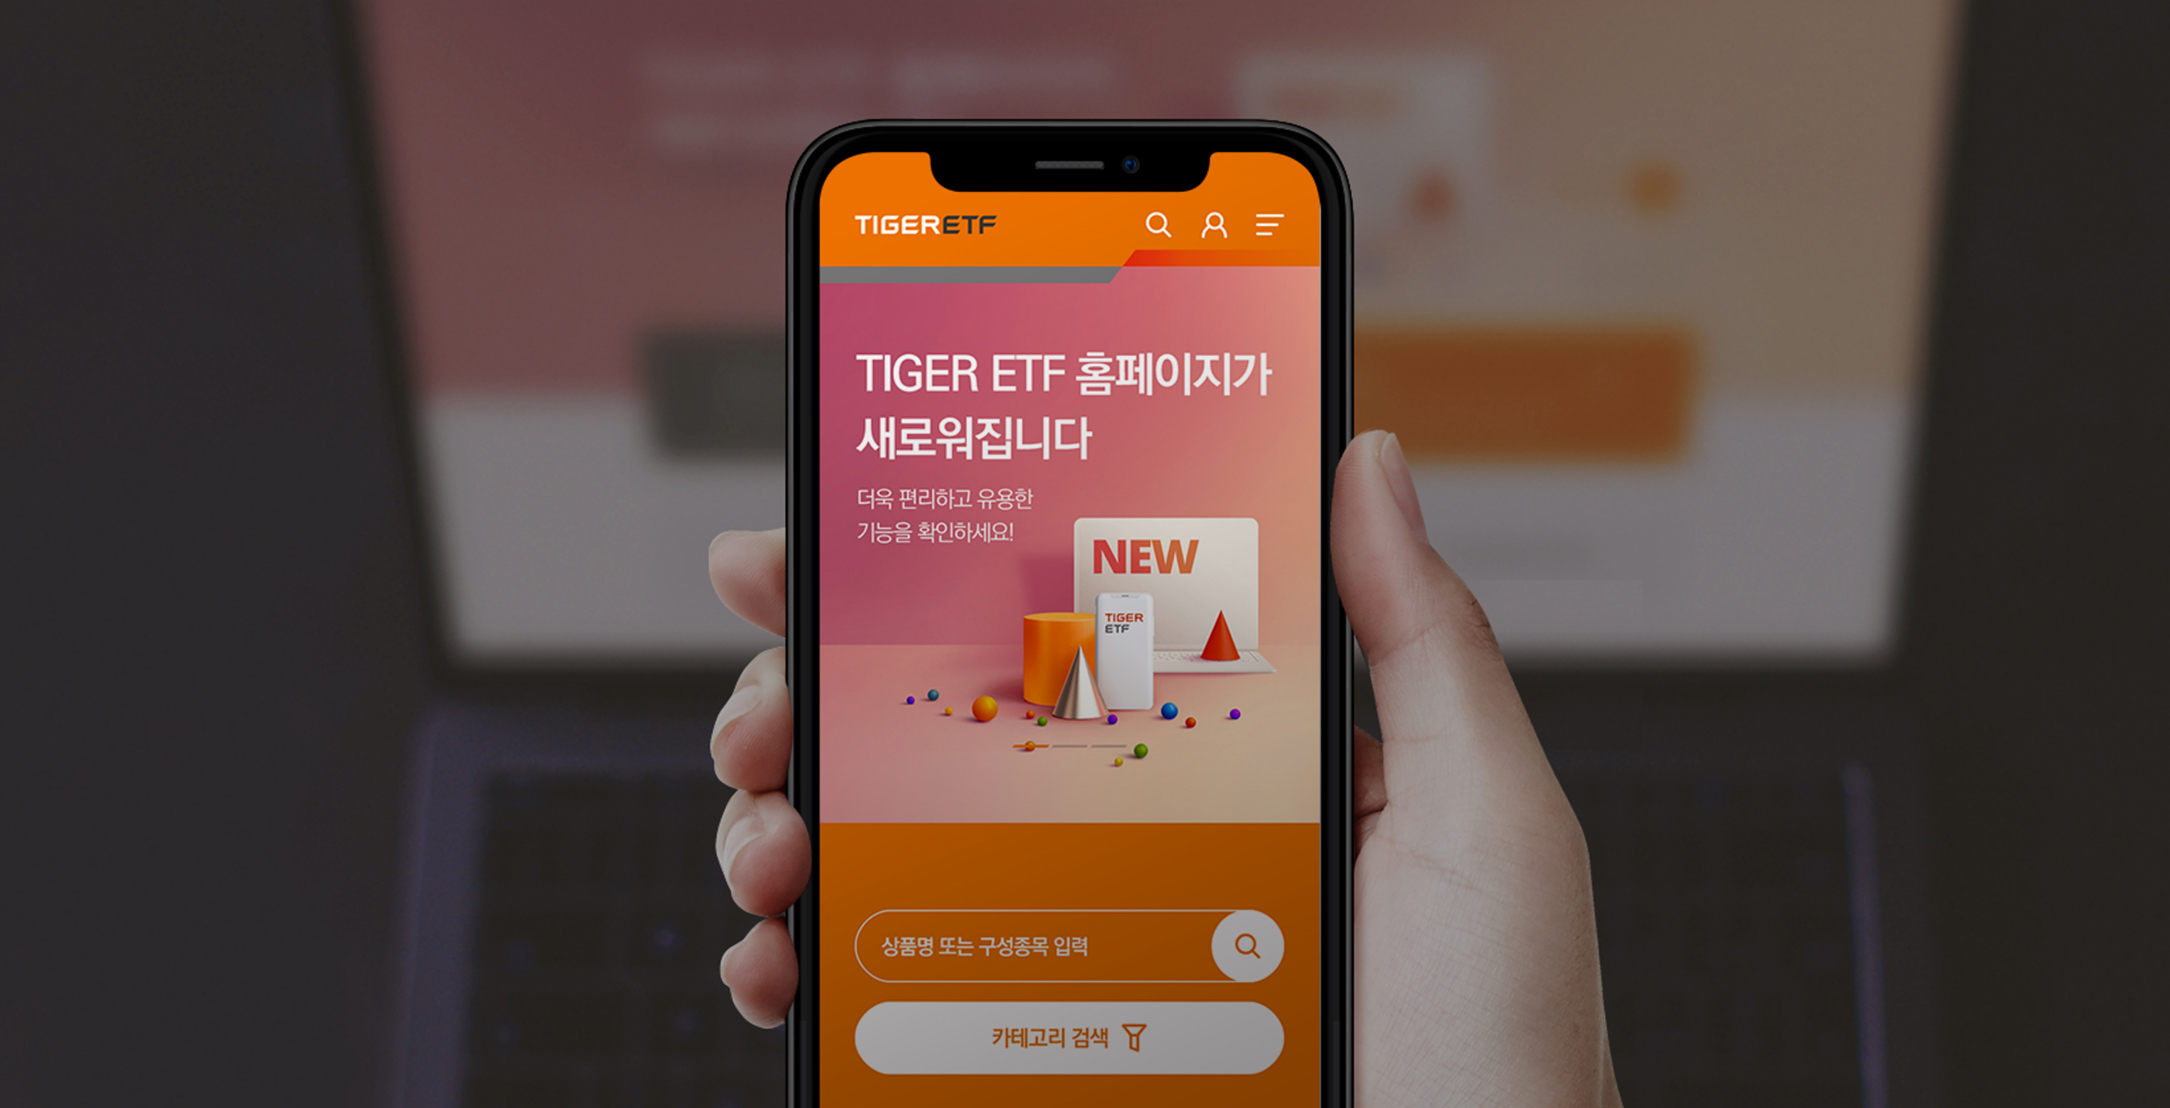 TIGERETF
TIGER ETF 홈페이지가
새로워집니다
더욱 편리하고 유용한
기능을 확인하세요!
NEW
TIGER
ETF
상품명 또는 구성종목 입력
카테고리 검색